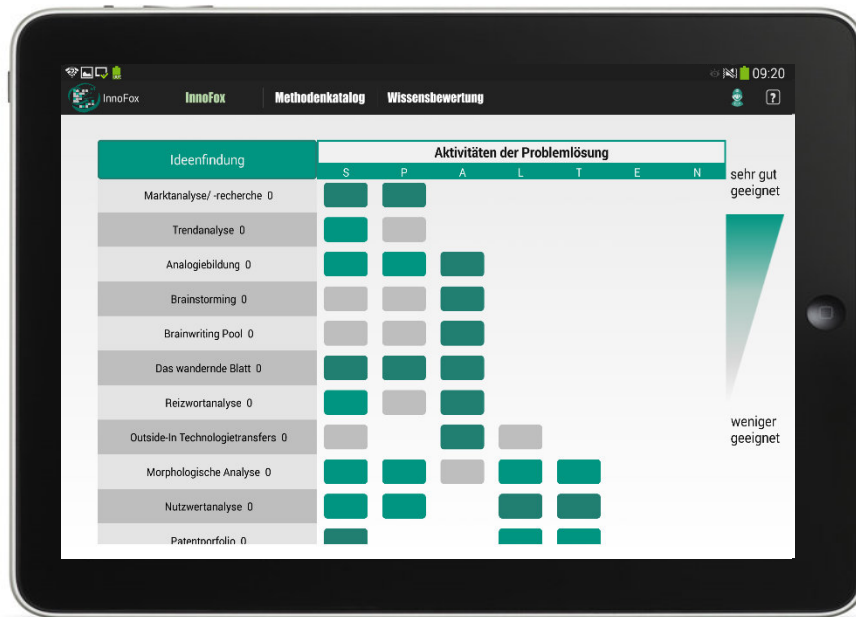 09:20
InnoFox InnoFox Methodenkatalog Wissensbewertung ?
Ideenfindung
Aktivitäten der Problemlösung
S P A L T E N
sehr gut
geeignet
Marktanalyse/ -recherche 0
Trendanalyse 0
Analogiebildung 0
Brainstorming 0
Brainwriting Pool 0
Das wandernde Blatt 0
Reizwortanalyse 0
Outside-In Technologietransfers 0
weniger
geeignet
Morphologische Analyse 0
Nutzwertanalyse 0
Patentporfolio 0